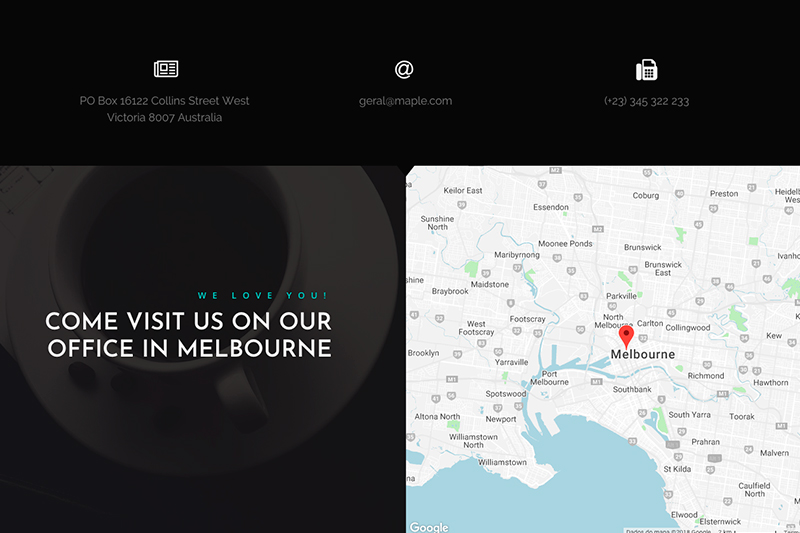 PO Box 16122 Collins Street West
Victoria 8007 Australia
geral@maple.com
(+23) 345 322 233
WE LOVE YOU!
COME VISIT US ON OUR
OFFICE IN MELBOURNE
Keilor East
Coburg
Preston
Essendon
Sunshine
North
Moonee Ponds
Brunswick
Maribyrnong
Brunswick
East
Braybrook
Maidstone
Parkville
Kew
North
Melbourne
Carlton
Collingwood
West
Footscray
Footscray
Melbourne
Brooklyn
Yarraville
Richmond
Hawthorn
Port
Melbourne
Southbank
Spotswood
Altona North
Newport
South Yarra
Toorak
Williamstown
North
Prahran
Malvern
Williamstown
St Kilda
Caulfield
North
Elwood
Elsternwick
Google
Dados do mapa ©2018 Google